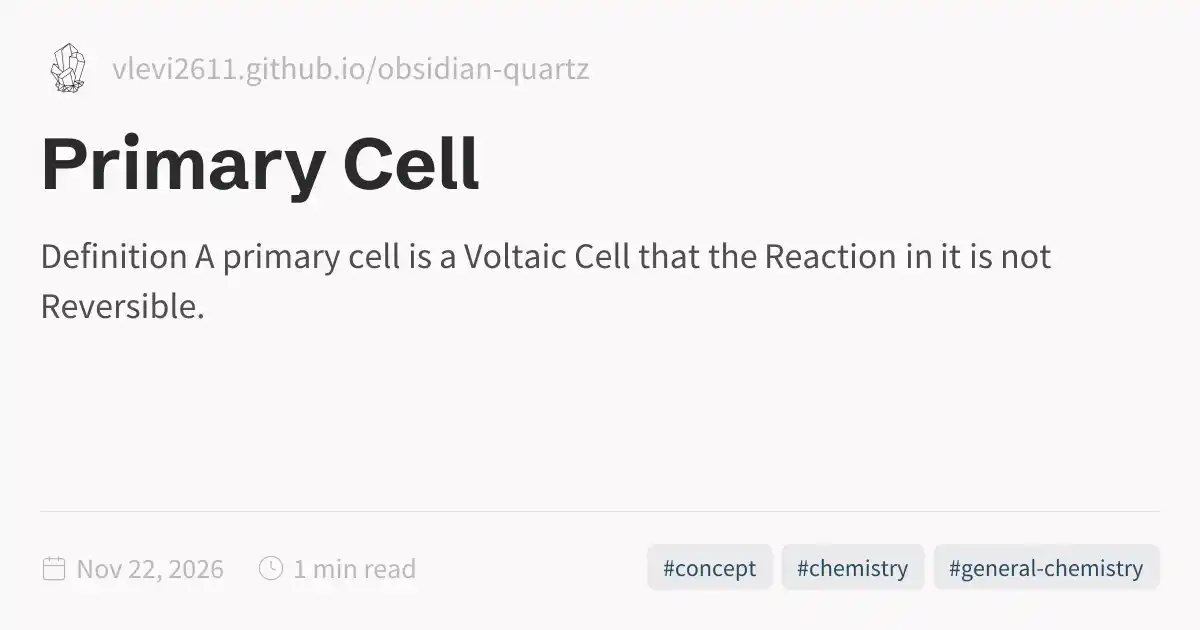 vlevi2611.github.io/obsidian-quartz
Primary Cell
Definition A primary cell is a Voltaic Cell that the Reaction in it is not
Reversible.
Nov 22, 2026 1 min read #concept #chemistry #general-chemistry